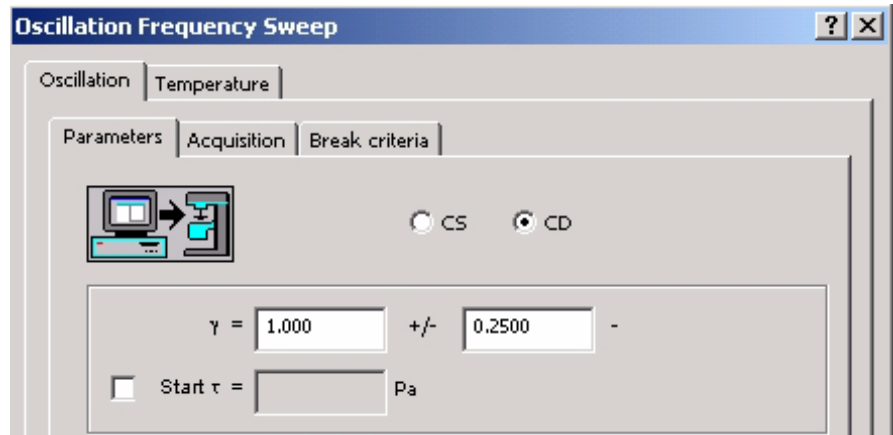 Oscillation Frequency Sweep ? X
Oscillation Temperature
Parameters Acquisition Break criteria
CS CD
γ = 1.000 +/- 0.2500 -
Start τ = Pa